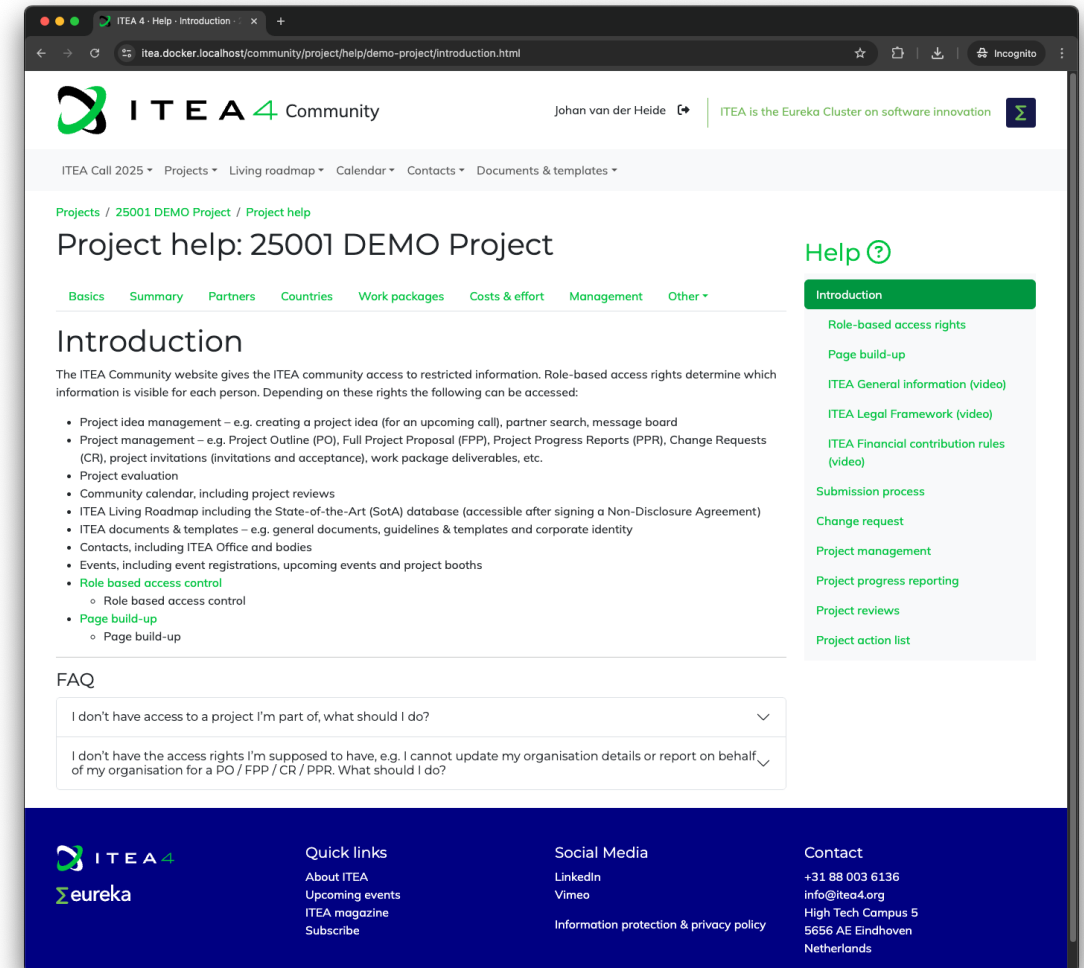 ITEA 4 · Help · Introduction ·
itea.docker.localhost/community/project/help/demo-project/introduction.html
Incognito
ITEA4 Community
Johan van der Heide
ITEA is the Eureka Cluster on software innovation
ITEA Call 2025
Projects
Living roadmap
Calendar
Contacts
Documents & templates
Projects / 25001 DEMO Project / Project help
Project help: 25001 DEMO Project
Basics
Summary
Partners
Countries
Work packages
Costs & effort
Management
Other
Introduction
The ITEA Community website gives the ITEA community access to restricted information. Role-based access rights determine which
information is visible for each person. Depending on these rights the following can be accessed:
Project idea management – e.g. creating a project idea (for an upcoming call), partner search, message board
Project management – e.g. Project Outline (PO), Full Project Proposal (FPP), Project Progress Reports (PPR), Change Requests
(CR), project invitations (invitations and acceptance), work package deliverables, etc.
Project evaluation
Community calendar, including project reviews
ITEA Living Roadmap including the State-of-the-Art (SotA) database (accessible after signing a Non-Disclosure Agreement)
ITEA documents & templates – e.g. general documents, guidelines & templates and corporate identity
Contacts, including ITEA Office and bodies
Events, including event registrations, upcoming events and project booths
Role based access control
Role based access control
Page build-up
Page build-up
FAQ
I don't have access to a project I'm part of, what should I do?
I don't have the access rights I'm supposed to have, e.g. I cannot update my organisation details or report on behalf
of my organisation for a PO / FPP / CR / PPR. What should I do?
Help
Introduction
Role-based access rights
Page build-up
ITEA General information (video)
ITEA Legal Framework (video)
ITEA Financial contribution rules
(video)
Submission process
Change request
Project management
Project progress reporting
Project reviews
Project action list
ITEA4
Σeureka
Quick links
About ITEA
Upcoming events
ITEA magazine
Subscribe
Social Media
LinkedIn
Vimeo
Information protection & privacy policy
Contact
+31 88 003 6136
info@itea4.org
High Tech Campus 5
5656 AE Eindhoven
Netherlands